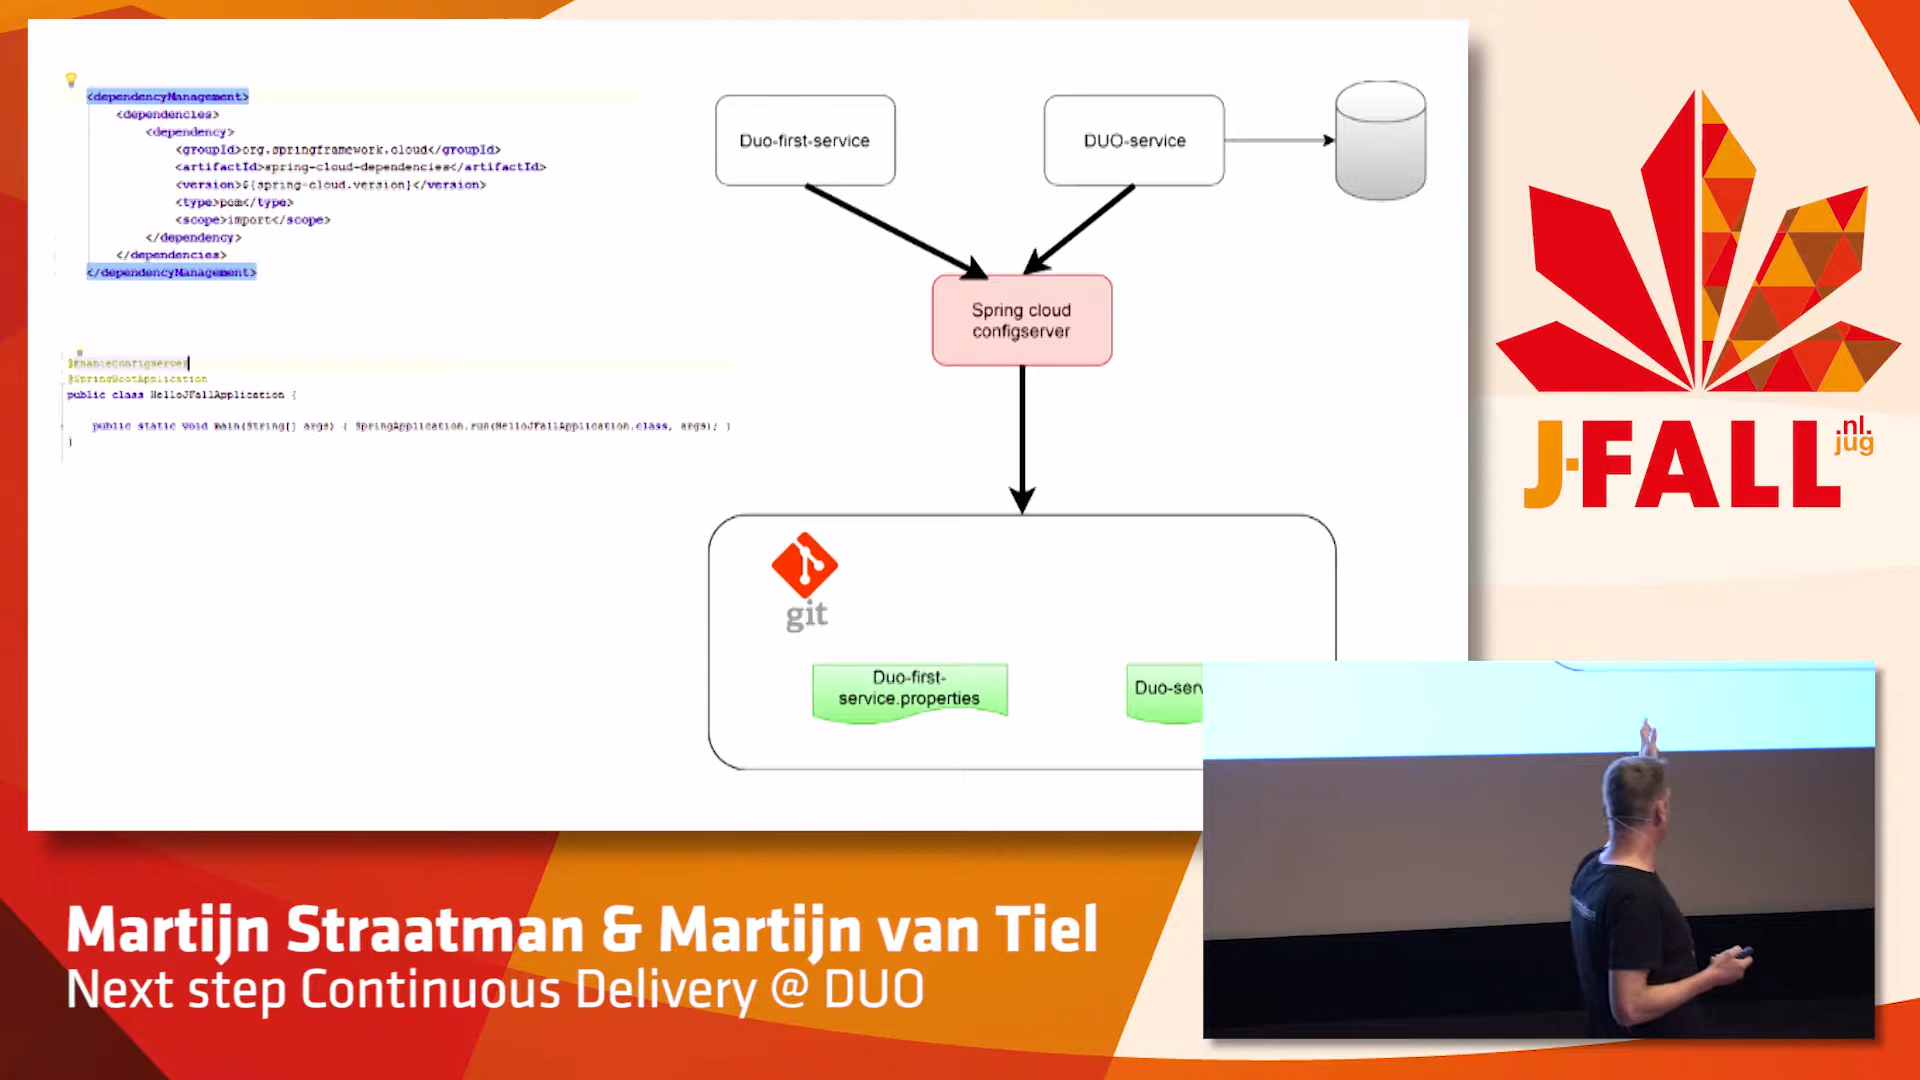 <dependencyManagement>
<dependencies>
<dependency>
<groupId>org.springframework.cloud</groupId>
<artifactId>spring-cloud-dependencies</artifactId>
<version>${spring-cloud.version}</version>
<type>pom</type>
<scope>import</scope>
</dependency>
</dependencies>
</dependencyManagement>
@EnableConfigServer
@SpringBootApplication
public class HelloJFallApplication {
public static void main(String[] args) { SpringApplication.run(HelloJFallApplication.class, args); }
}
Duo-first-service
DUO-service
Spring cloud
configserver
git
Duo-first-
service.properties
Duo-serv
J-FALL
.nl.
jug
Martijn Straatman & Martijn van Tiel
Next step Continuous Delivery @ DUO